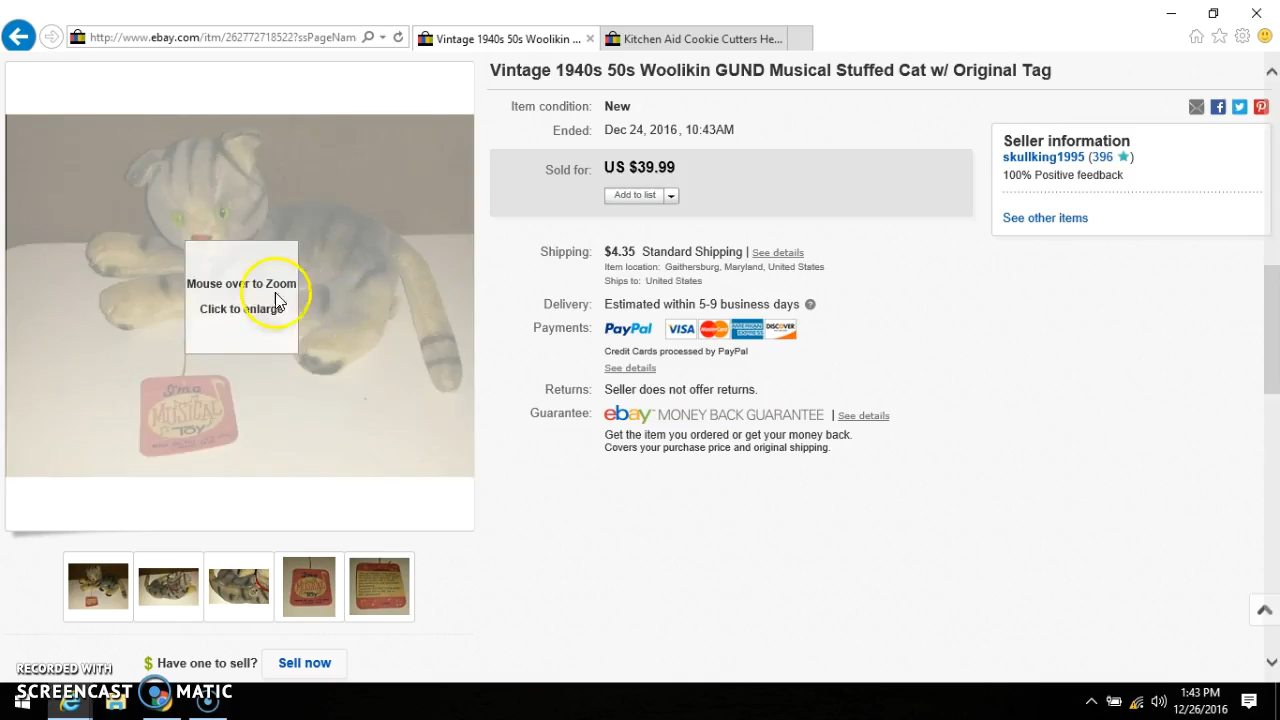 http://www.ebay.com/itm/262772718522?ssPageNam
Vintage 1940s 50s Woolikin ...
Kitchen Aid Cookie Cutters He...
Vintage 1940s 50s Woolikin GUND Musical Stuffed Cat w/ Original Tag
Item condition: New
Ended: Dec 24, 2016 , 10:43AM
Sold for: US $39.99
Add to list
Seller information
skullking1995 (396 ★)
100% Positive feedback
See other items
Mouse over to Zoom
Click to enlarge
I'm a
MUSICAL
TOY
Shipping: $4.35 Standard Shipping | See details
Item location: Gaithersburg, Maryland, United States
Ships to: United States
Delivery: Estimated within 5-9 business days ?
Payments: PayPal VISA MasterCard AMERICAN EXPRESS DISCOVER
Credit Cards processed by PayPal
See details
Returns: Seller does not offer returns.
Guarantee: ebay MONEY BACK GUARANTEE | See details
Get the item you ordered or get your money back.
Covers your purchase price and original shipping.
I'm a
MUSICAL
TOY
$ Have one to sell? Sell now
RECORDED WITH
SCREENCAST MATIC
1:43 PM
12/26/2016